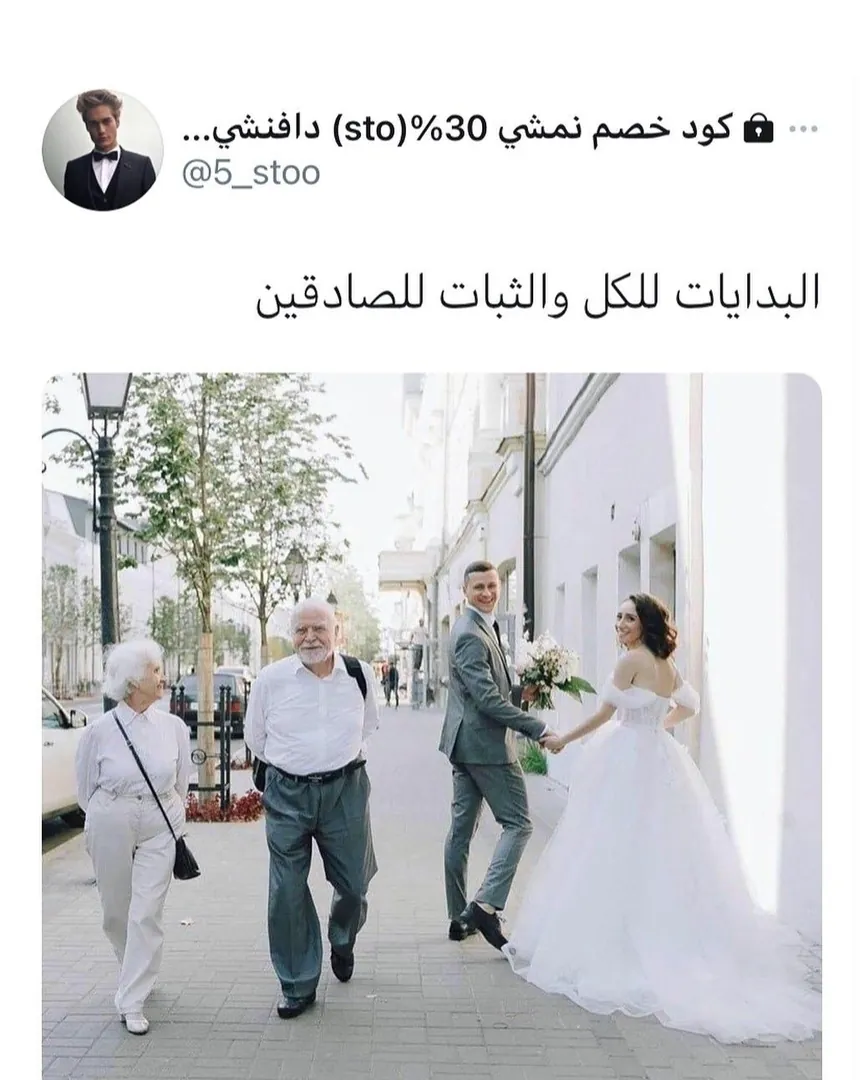 كود خصم نمشي 30%(sto) دافنشي...
@5_stoo
البدايات للكل والثبات للصادقين